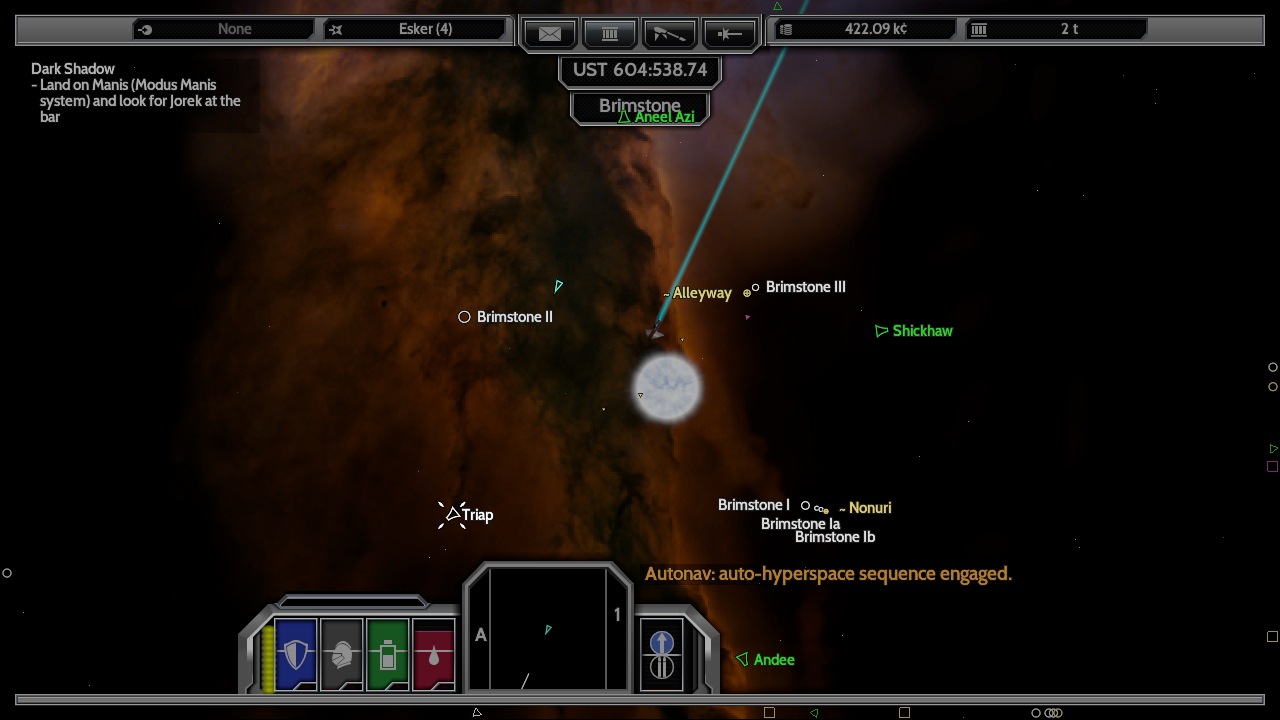 None
Esker (4)
422.09 k¢
2 t
UST 604:538.74
Brimstone
Dark Shadow
- Land on Manis (Modus Manis
system) and look for Jorek at the
bar
Aneel Azi
~ Alleyway
Brimstone III
Brimstone II
Shickhaw
Triap
Brimstone I
~ Nonuri
Brimstone Ia
Brimstone Ib
Autonav: auto-hyperspace sequence engaged.
A
1
Andee